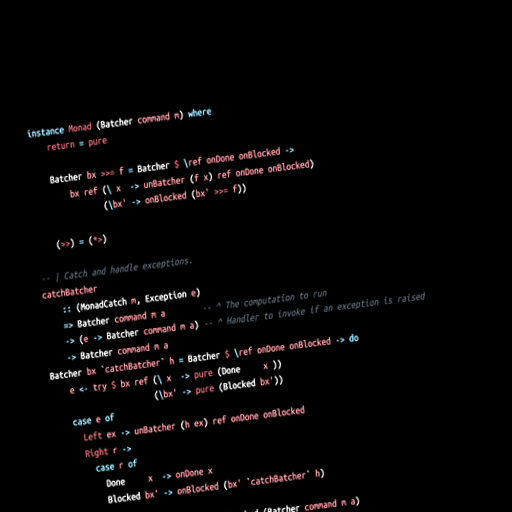 instance Monad (Batcher command m) where
    return = pure

    Batcher bx >>= f = Batcher $ \ref onDone onBlocked ->
        bx ref (\ x  -> unBatcher (f x) ref onDone onBlocked)
               (\bx' -> onBlocked (bx' >>= f))

    (>>) = (*>)

-- | Catch and handle exceptions.
catchBatcher
    :: (MonadCatch m, Exception e)
    => Batcher command m a       -- ^ The computation to run
    -> (e -> Batcher command m a) -- ^ Handler to invoke if an exception is raised
    -> Batcher command m a
Batcher bx `catchBatcher` h = Batcher $ \ref onDone onBlocked -> do
    e <- try $ bx ref (\ x  -> pure (Done     x ))
                      (\bx' -> pure (Blocked bx'))
    case e of
      Left ex -> unBatcher (h ex) ref onDone onBlocked
      Right r ->
        case r of
          Done    x  -> onDone x
          Blocked bx' -> onBlocked (bx' `catchBatcher` h)
(Batcher command m a)